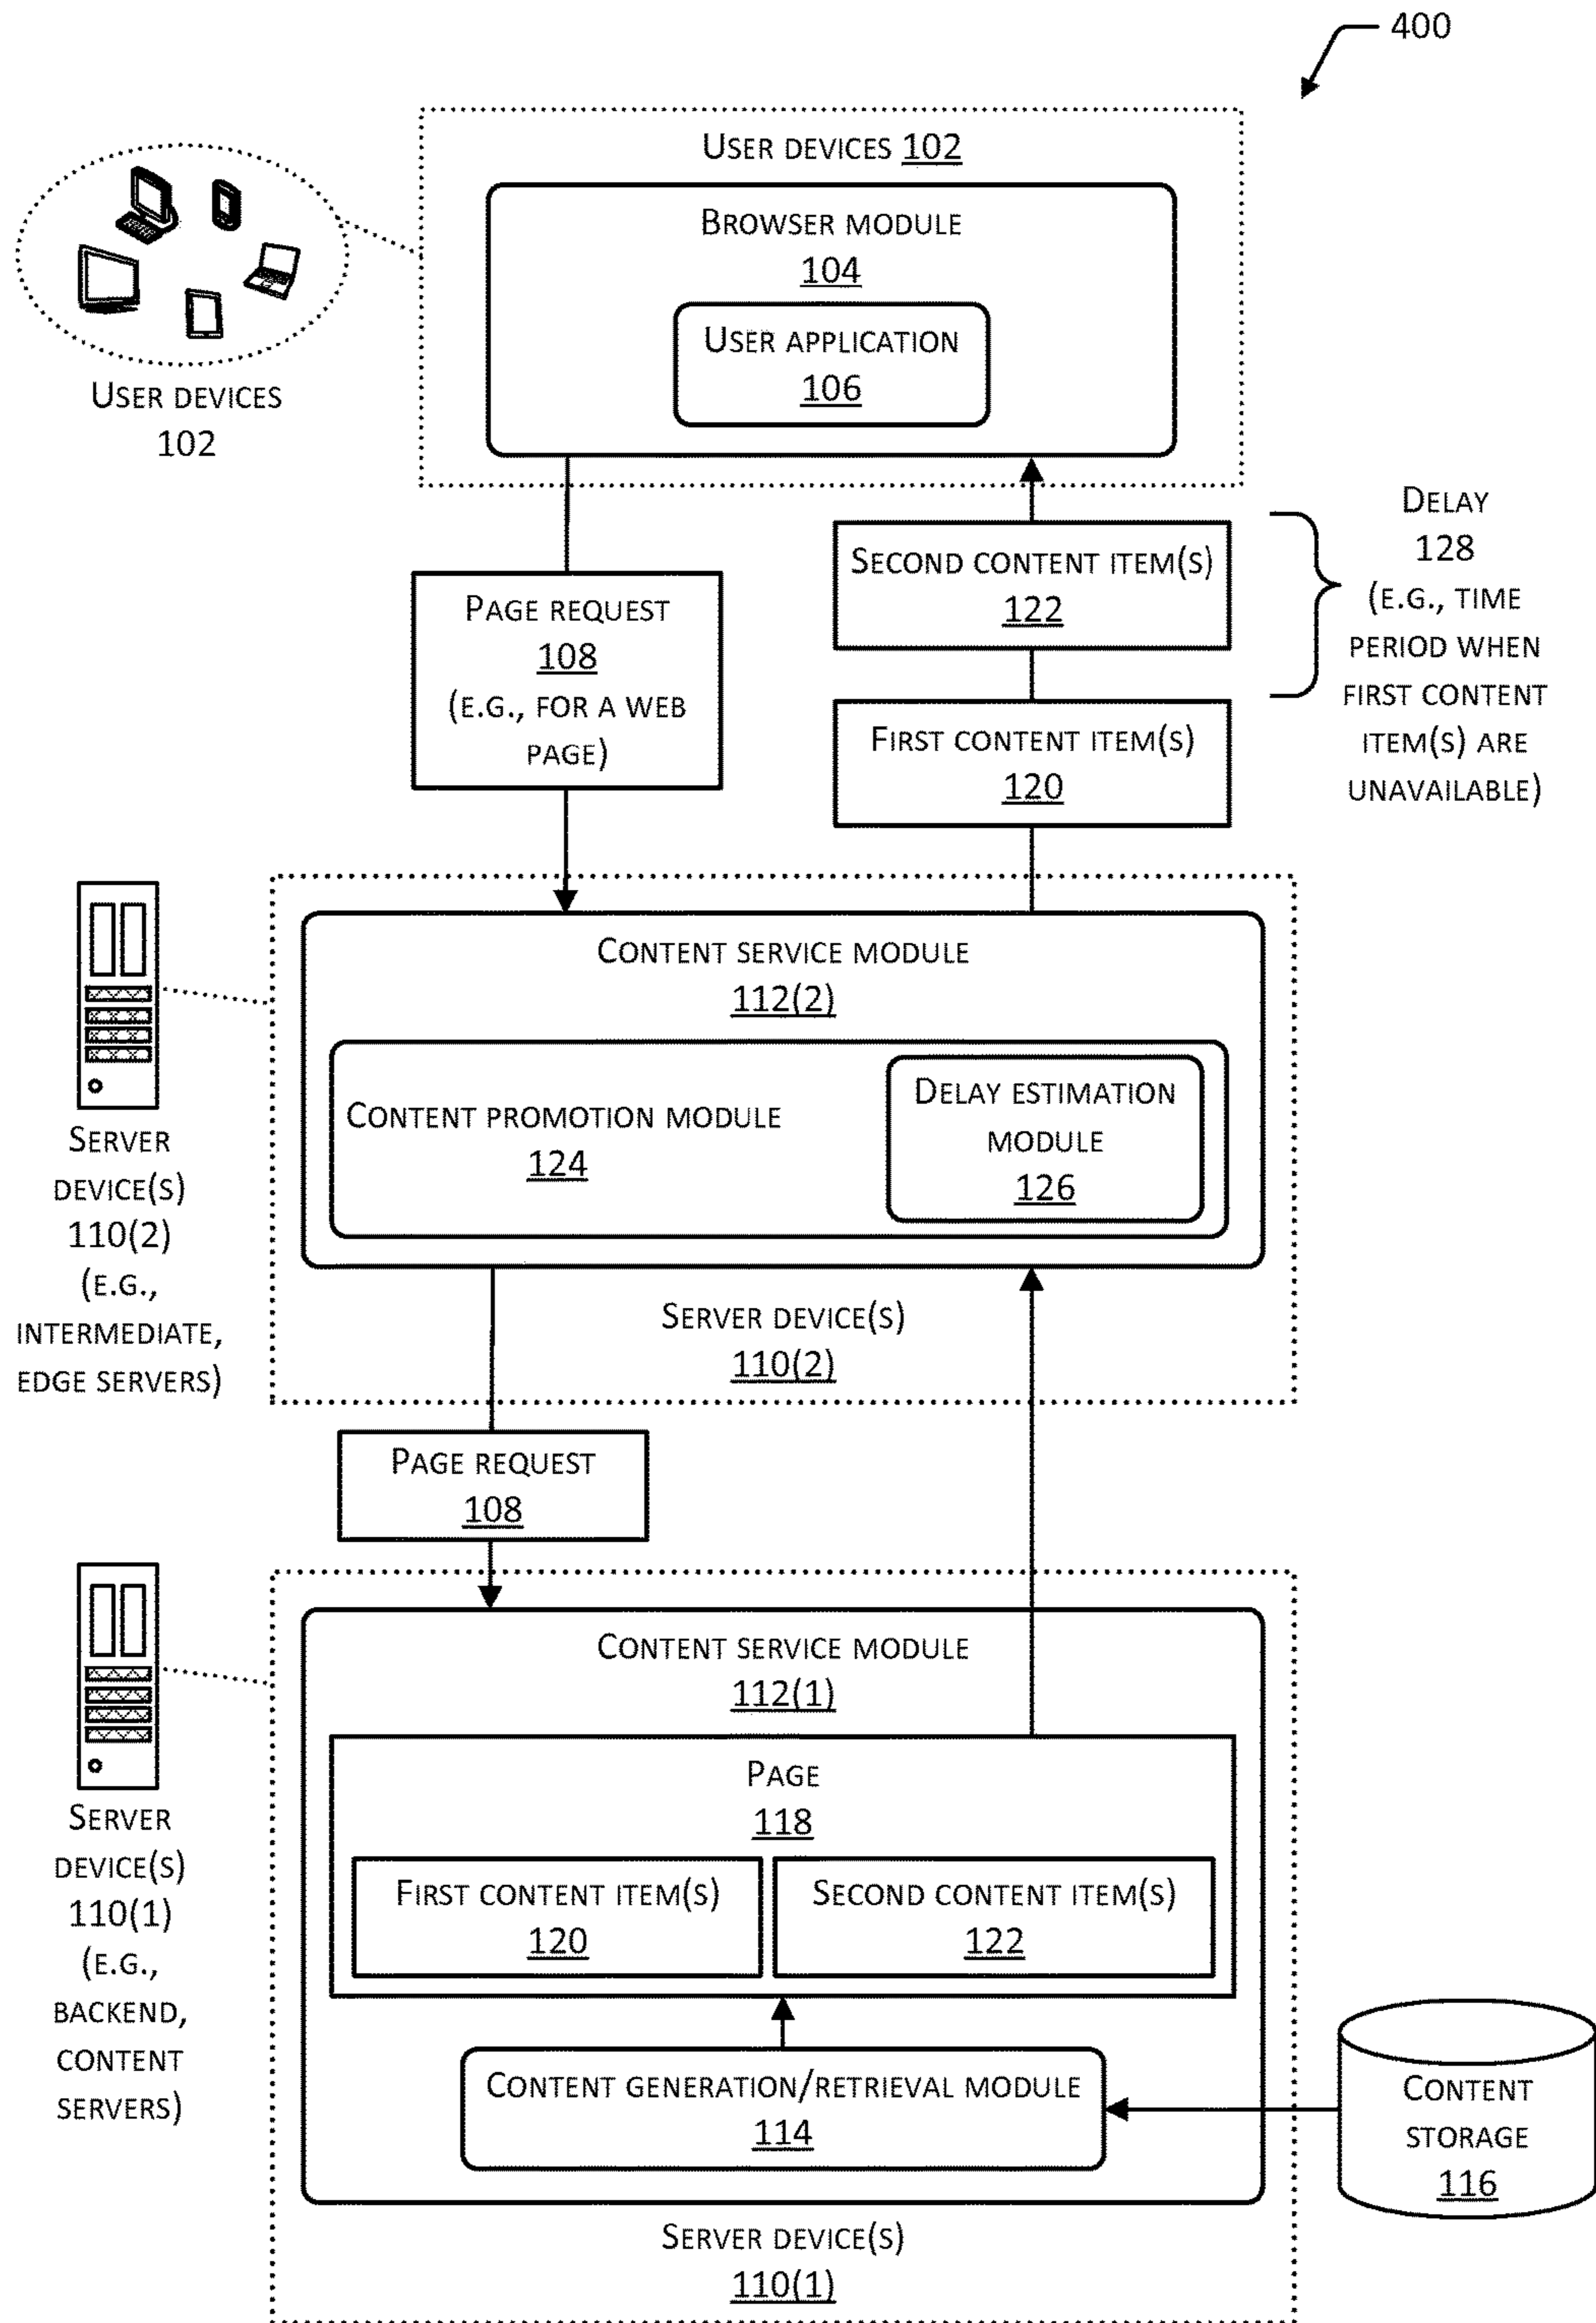 400
USER DEVICES 102
BROWSER MODULE
104
USER APPLICATION
106
USER DEVICES
102
PAGE REQUEST
108
(E.G., FOR A WEB
PAGE)
SECOND CONTENT ITEM(S)
122
FIRST CONTENT ITEM(S)
120
DELAY
128
(E.G., TIME
PERIOD WHEN
FIRST CONTENT
ITEM(S) ARE
UNAVAILABLE)
CONTENT SERVICE MODULE
112(2)
CONTENT PROMOTION MODULE
124
DELAY ESTIMATION
MODULE
126
SERVER DEVICE(S)
110(2)
SERVER
DEVICE(S)
110(2)
(E.G.,
INTERMEDIATE,
EDGE SERVERS)
PAGE REQUEST
108
CONTENT SERVICE MODULE
112(1)
PAGE
118
FIRST CONTENT ITEM(S)
120
SECOND CONTENT ITEM(S)
122
CONTENT GENERATION/RETRIEVAL MODULE
114
SERVER DEVICE(S)
110(1)
SERVER
DEVICE(S)
110(1)
(E.G.,
BACKEND,
CONTENT
SERVERS)
CONTENT
STORAGE
116